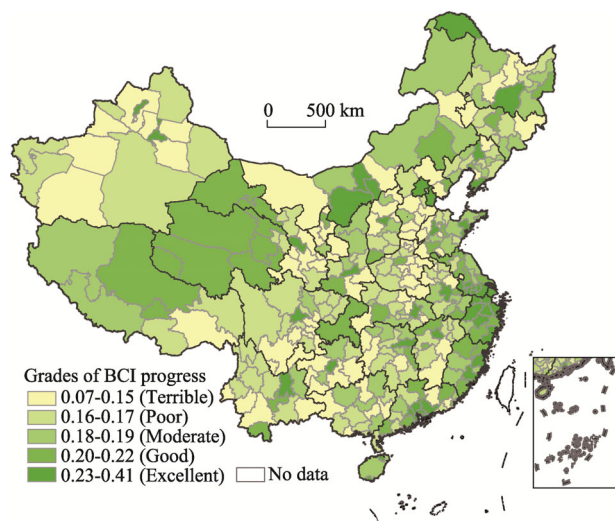 0 500 km
Grades of BCI progress
0.07-0.15 (Terrible)
0.16-0.17 (Poor)
0.18-0.19 (Moderate)
0.20-0.22 (Good)
0.23-0.41 (Excellent) No data